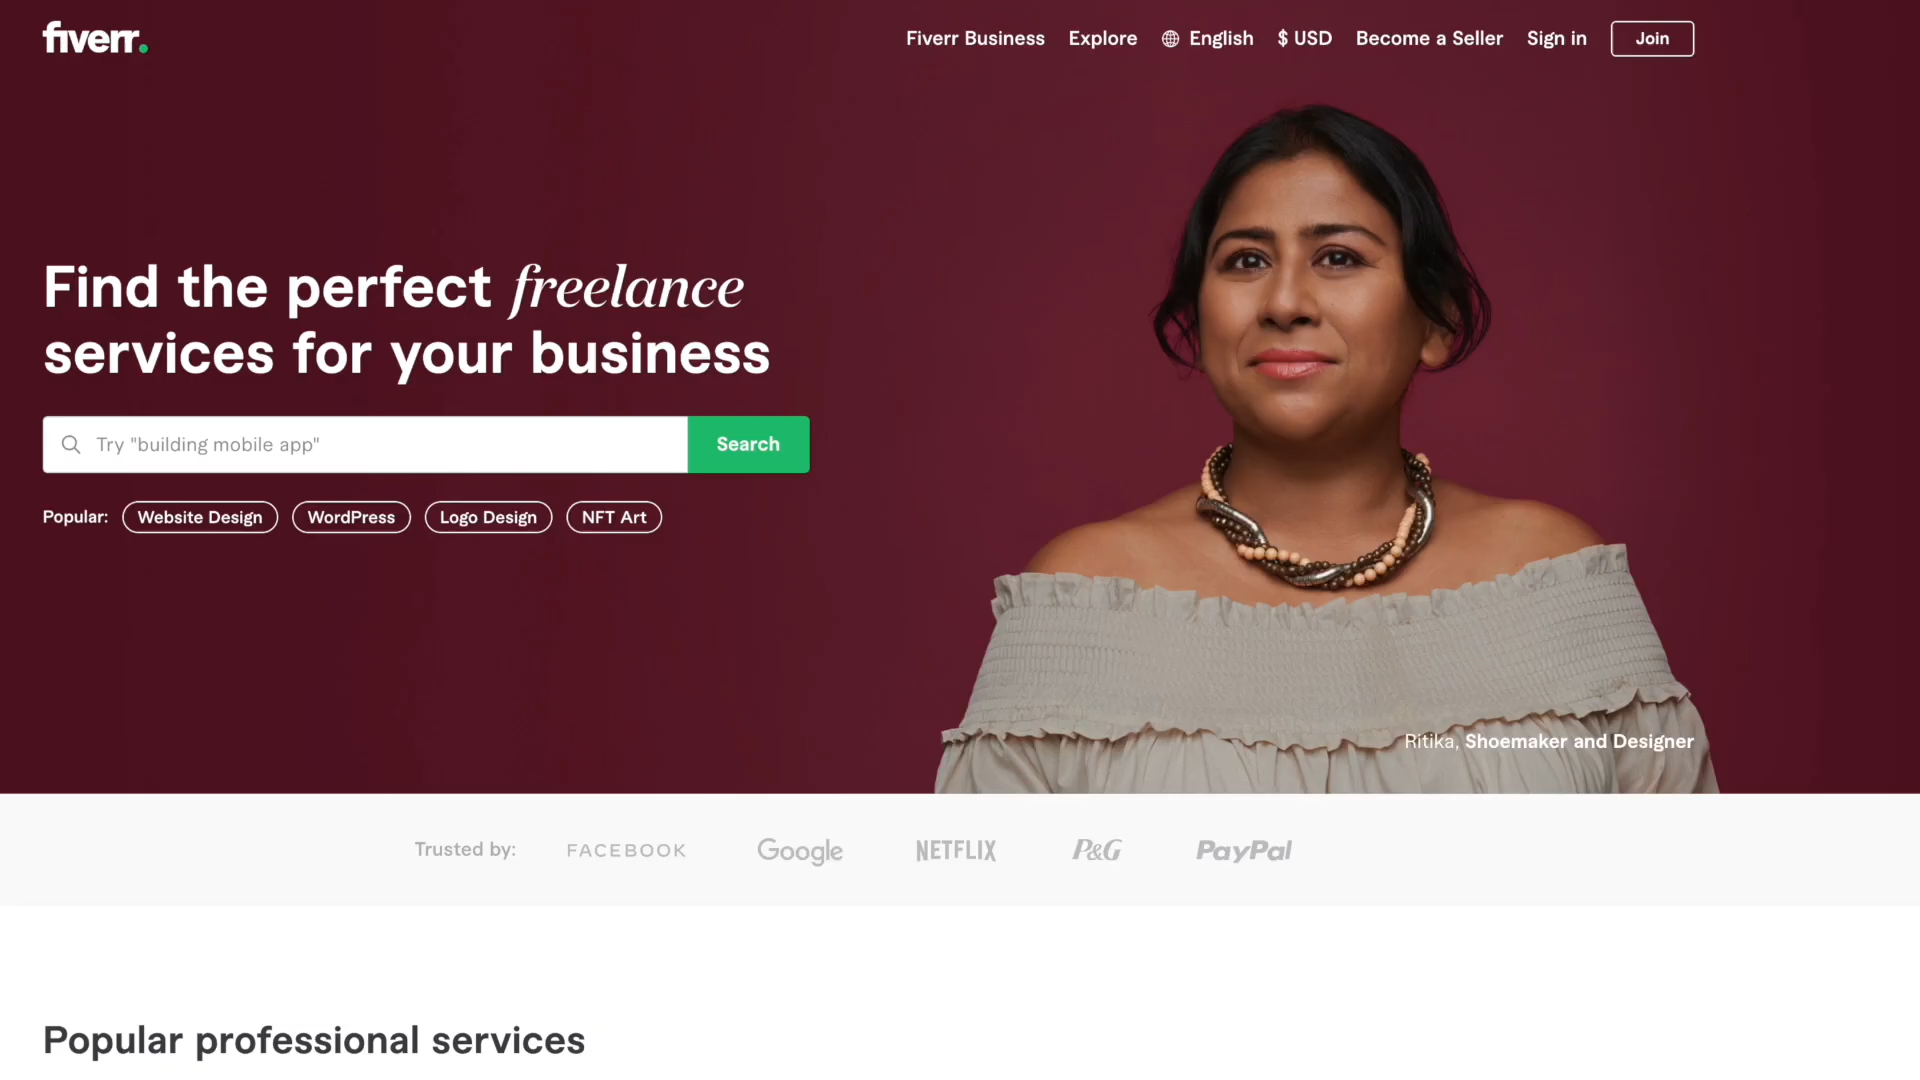 fiverr.
Fiverr Business Explore English $ USD Become a Seller Sign in Join
Find the perfect freelance
services for your business
Try "building mobile app" Search
Popular: Website Design WordPress Logo Design NFT Art
Ritika, Shoemaker and Designer
Trusted by: FACEBOOK Google NETFLIX P&G PayPal
Popular professional services